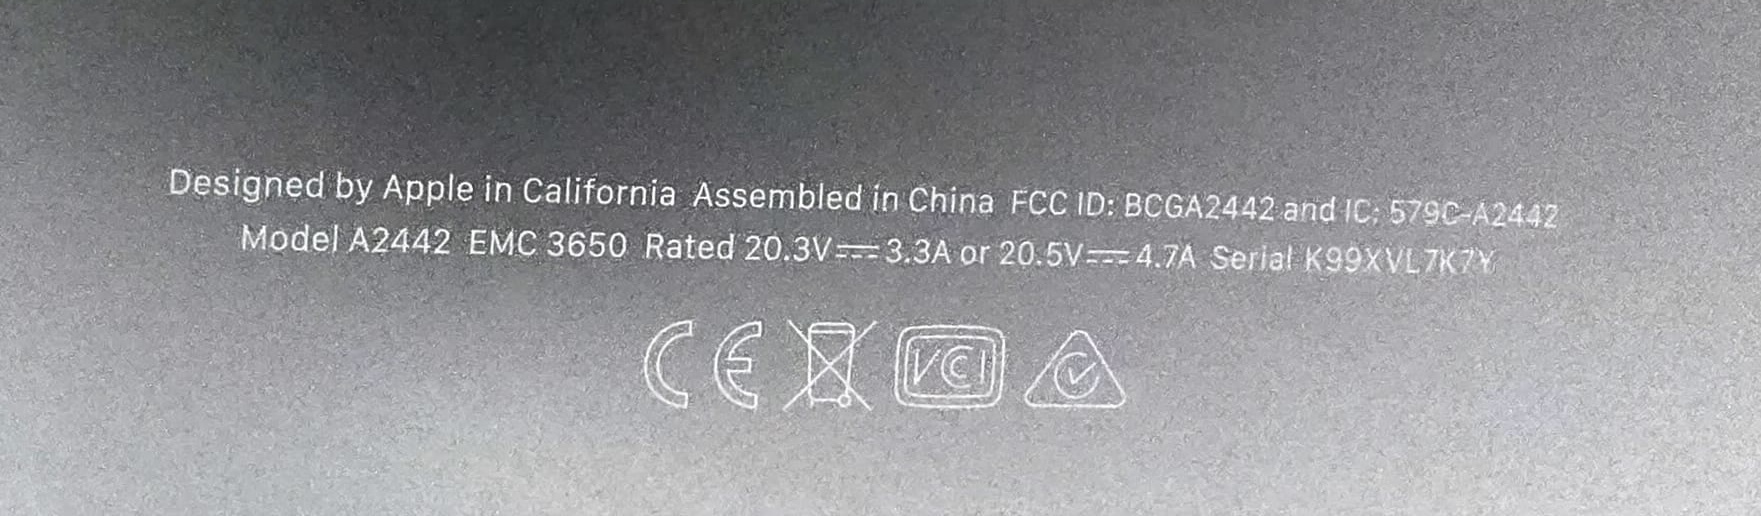 Designed by Apple in California Assembled in China FCC ID: BCGA2442 and IC: 579C-A2442
Model A2442 EMC 3650 Rated 20.3V⎓3.3A or 20.5V⎓4.7A Serial K99XVL7K7Y
CE VCI